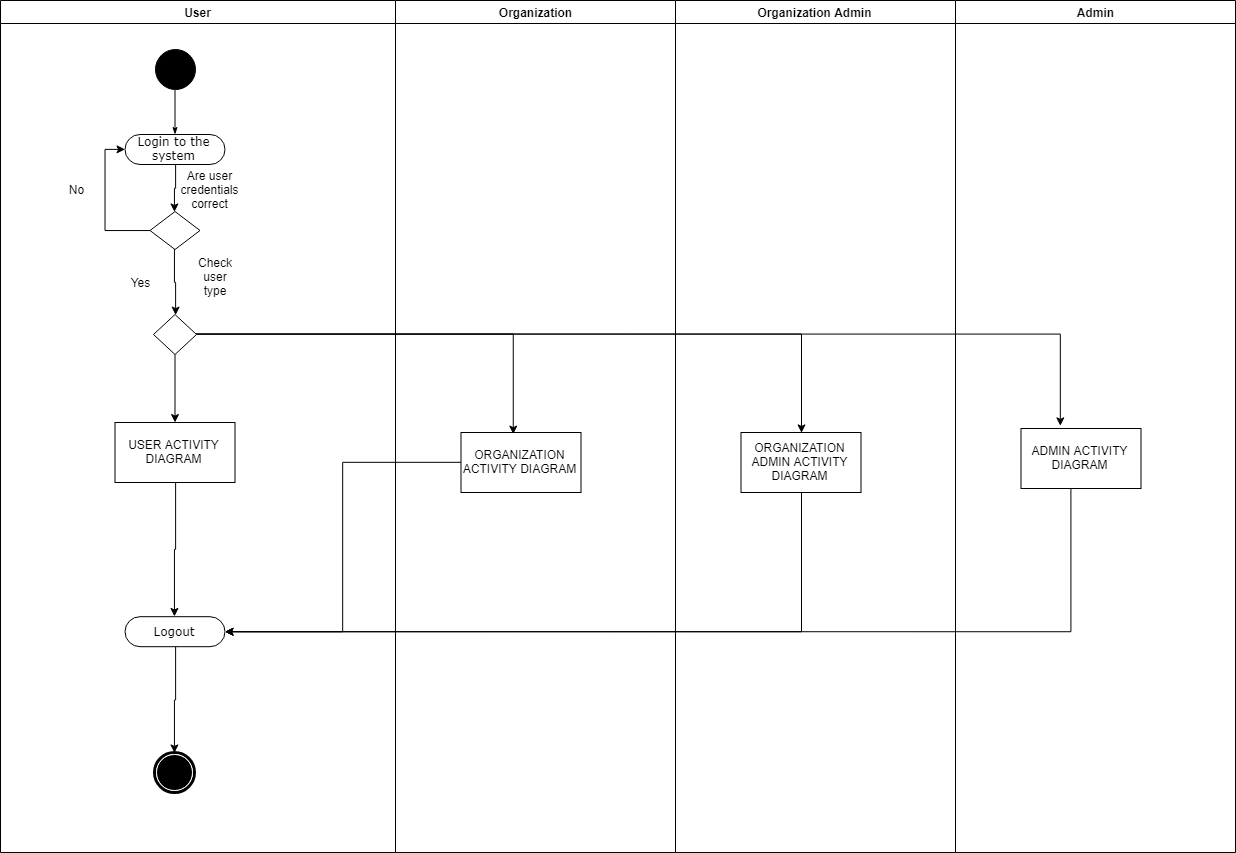 User
Organization
Organization Admin
Admin
Login to the
system
Are user
credentials
correct
No
Check
user
type
Yes
USER ACTIVITY
DIAGRAM
ORGANIZATION
ACTIVITY DIAGRAM
ORGANIZATION
ADMIN ACTIVITY
DIAGRAM
ADMIN ACTIVITY
DIAGRAM
Logout